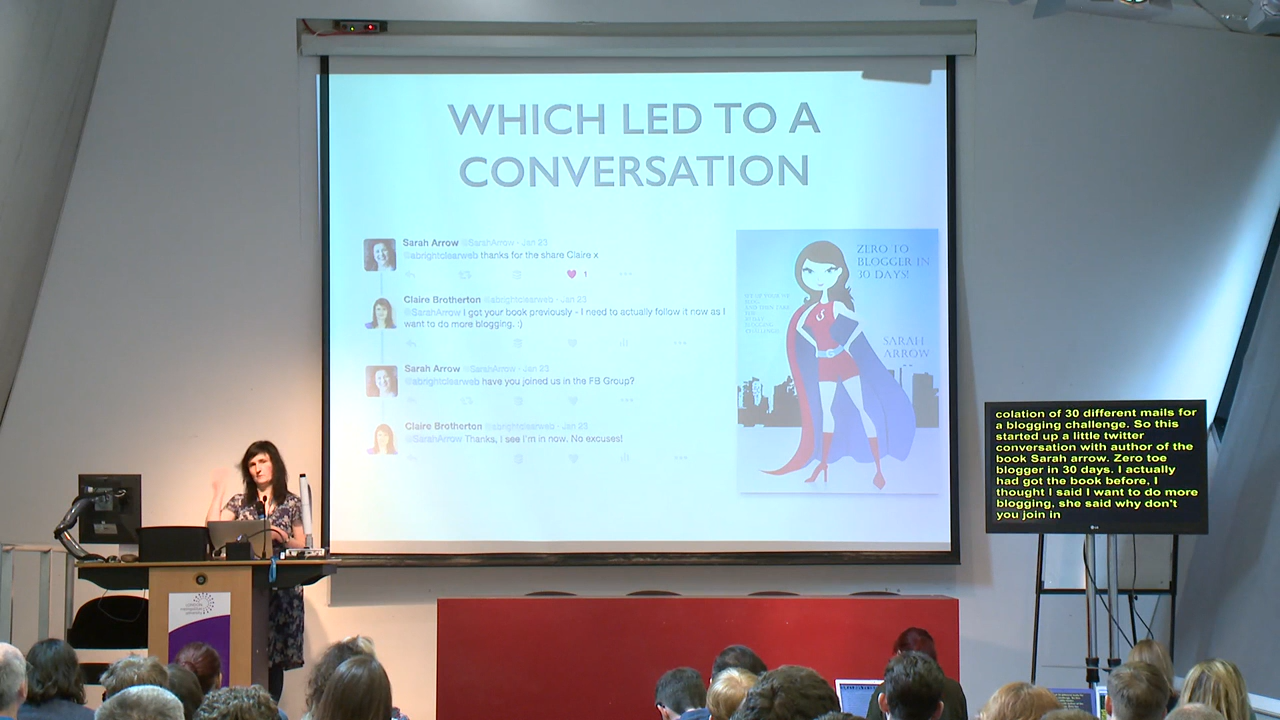 WHICH LED TO A
CONVERSATION
Sarah Arrow @SarahArrow · Jan 23
@abrightclearweb thanks for the share Claire x
1
Claire Brotherton @abrightclearweb · Jan 23
@SarahArrow I got your book previously - I need to actually follow it now as I
want to do more blogging. :)
Sarah Arrow @SarahArrow · Jan 23
@abrightclearweb have you joined us in the FB Group?
Claire Brotherton @abrightclearweb · Jan 23
@SarahArrow Thanks, I see I'm in now. No excuses!
ZERO TO
BLOGGER IN
30 DAYS!
S
SARAH
ARROW
colation of 30 different mails for
a blogging challenge. So this
started up a little twitter
conversation with author of the
book Sarah arrow. Zero toe
blogger in 30 days. I actually
had got the book before, I
thought I said I want to do more
blogging, she said why don't
you join in
LG